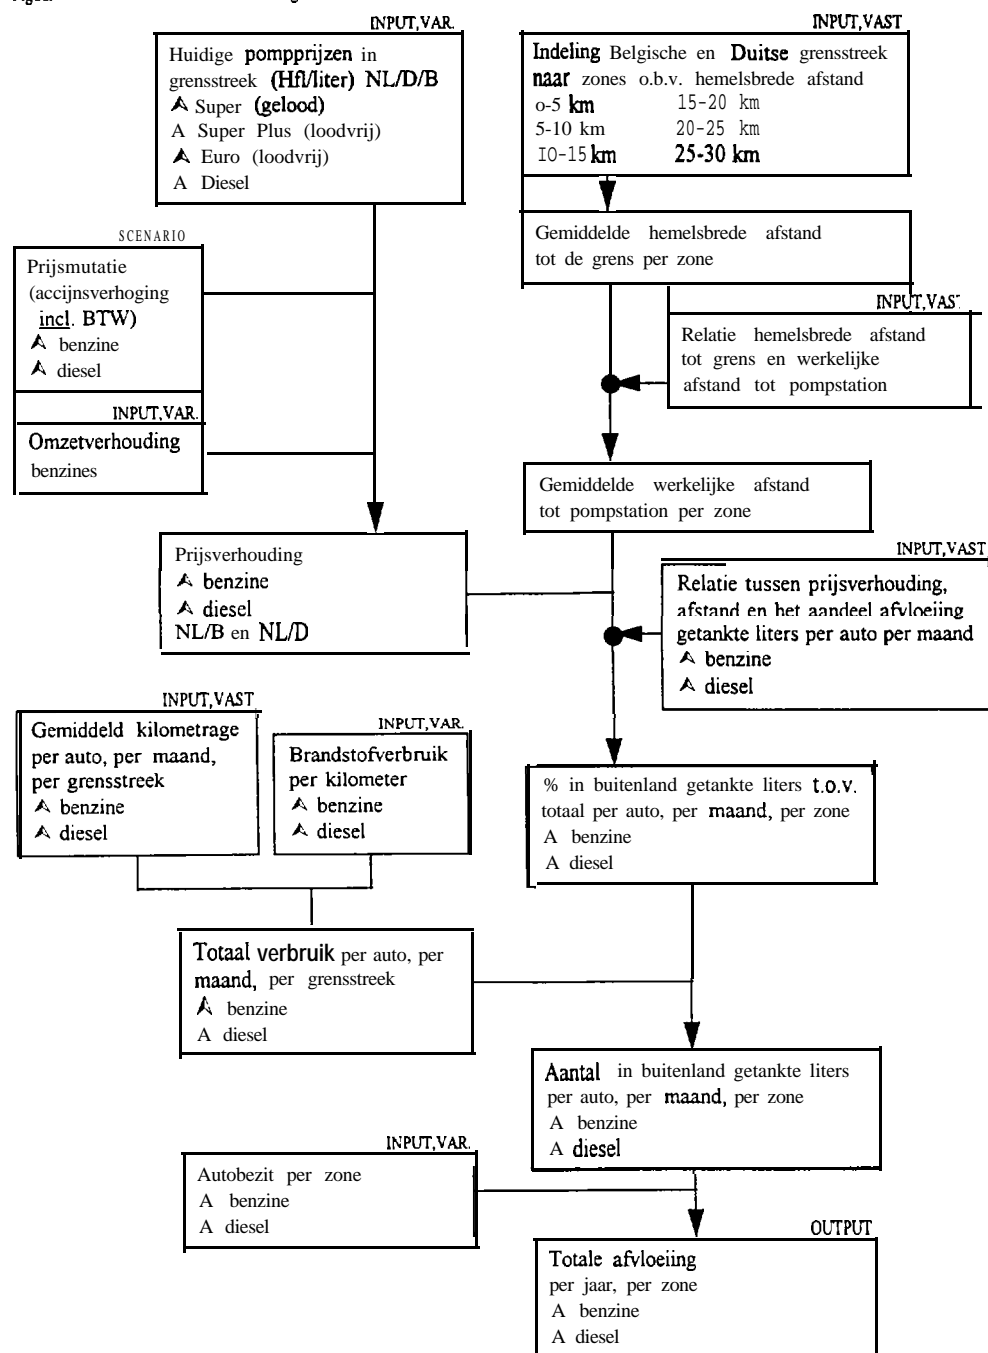 INPUT,VAR.
Huidige pompprijzen in
grensstreek (Hfl/liter) NL/D/B
A Super (gelood)
A Super Plus (loodvrij)
A Euro (loodvrij)
A Diesel
INPUT,VAST
Indeling Belgische en Duitse grensstreek
naar zones o.b.v. hemelsbrede afstand
o-5 km 15-20 km
5-10 km 20-25 km
IO-15 km 25-30 km
SCENARIO
Prijsmutatie
(accijnsverhoging
incl. BTW)
A benzine
A diesel
Gemiddelde hemelsbrede afstand
tot de grens per zone
INPUT,VAST
Relatie hemelsbrede afstand
tot grens en werkelijke
afstand tot pompstation
INPUT,VAR.
Omzetverhouding
benzines
Gemiddelde werkelijke afstand
tot pompstation per zone
Prijsverhouding
A benzine
A diesel
NL/B en NL/D
INPUT,VAST
Relatie tussen prijsverhouding,
afstand en het aandeel afvloeiing
getankte liters per auto per maand
A benzine
A diesel
INPUT,VAST
Gemiddeld kilometrage
per auto, per maand,
per grensstreek
A benzine
A diesel
INPUT,VAR.
Brandstofverbruik
per kilometer
A benzine
A diesel
% in buitenland getankte liters t.o.v.
totaal per auto, per maand, per zone
A benzine
A diesel
Totaal verbruik per auto, per
maand, per grensstreek
A benzine
A diesel
Aantal in buitenland getankte liters
per auto, per maand, per zone
A benzine
A diesel
INPUT,VAR.
Autobezit per zone
A benzine
A diesel
OUTPUT
Totale afvloeiing
per jaar, per zone
A benzine
A diesel